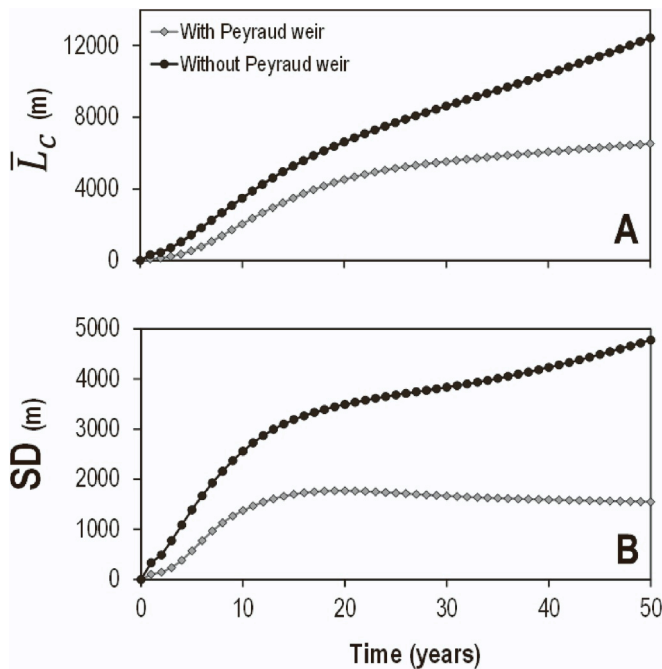 With Peyraud weir
Without Peyraud weir
12000
8000
4000
0
L̄C (m)
A
5000
4000
3000
2000
1000
0
SD (m)
B
0 10 20 30 40 50
Time (years)